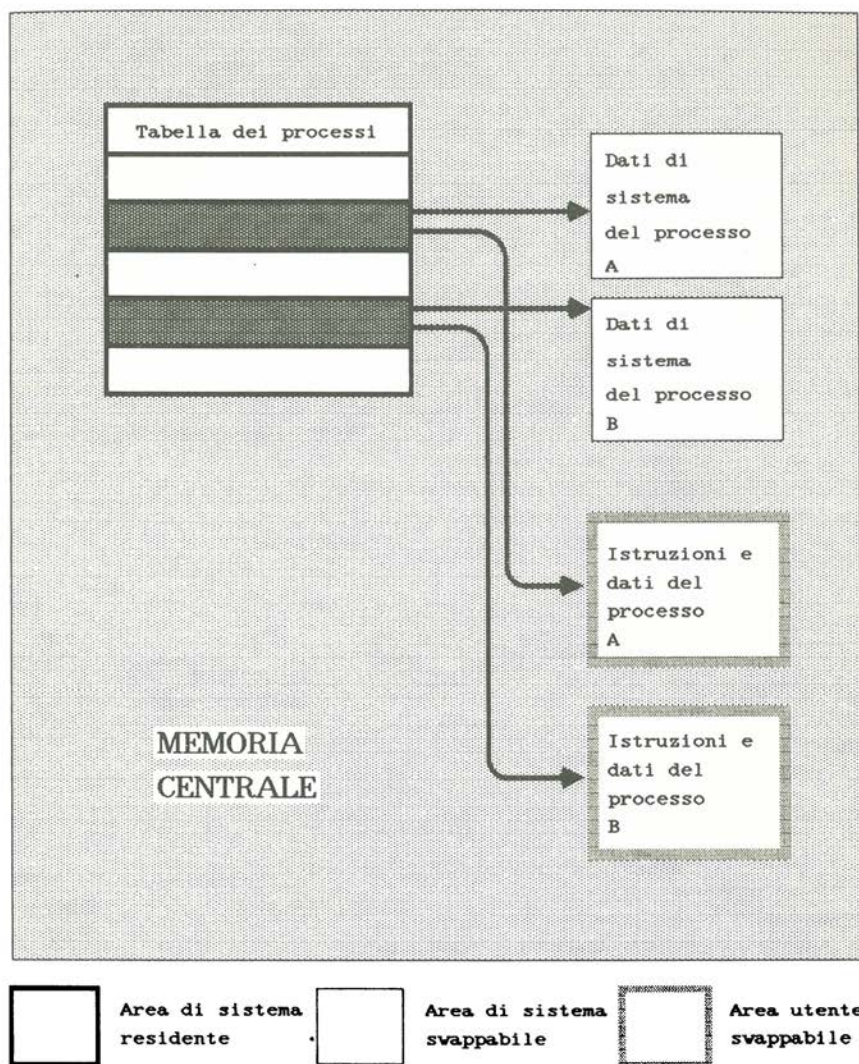 Tabella dei processi
Dati di
sistema
del processo
A
Dati di
sistema
del processo
B
Istruzioni e
dati del
processo
A
Istruzioni e
dati del
processo
B
MEMORIA
CENTRALE
Area di sistema
residente
Area di sistema
swappabile
Area utente
swappabile